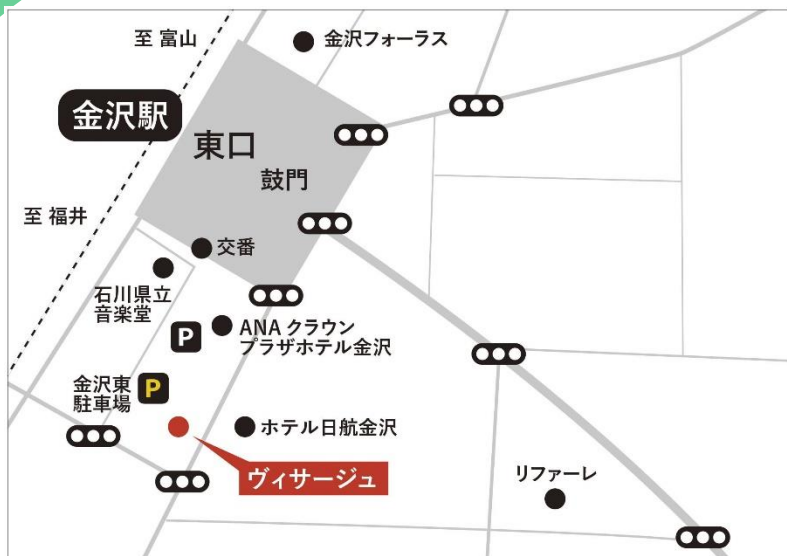 至 富山
金沢フォーラス
金沢駅
東口
鼓門
至 福井
交番
石川県立
音楽堂
P
ANA クラウン
プラザホテル金沢
金沢東
駐車場
P
ホテル日航金沢
ヴィサージュ
リファーレ